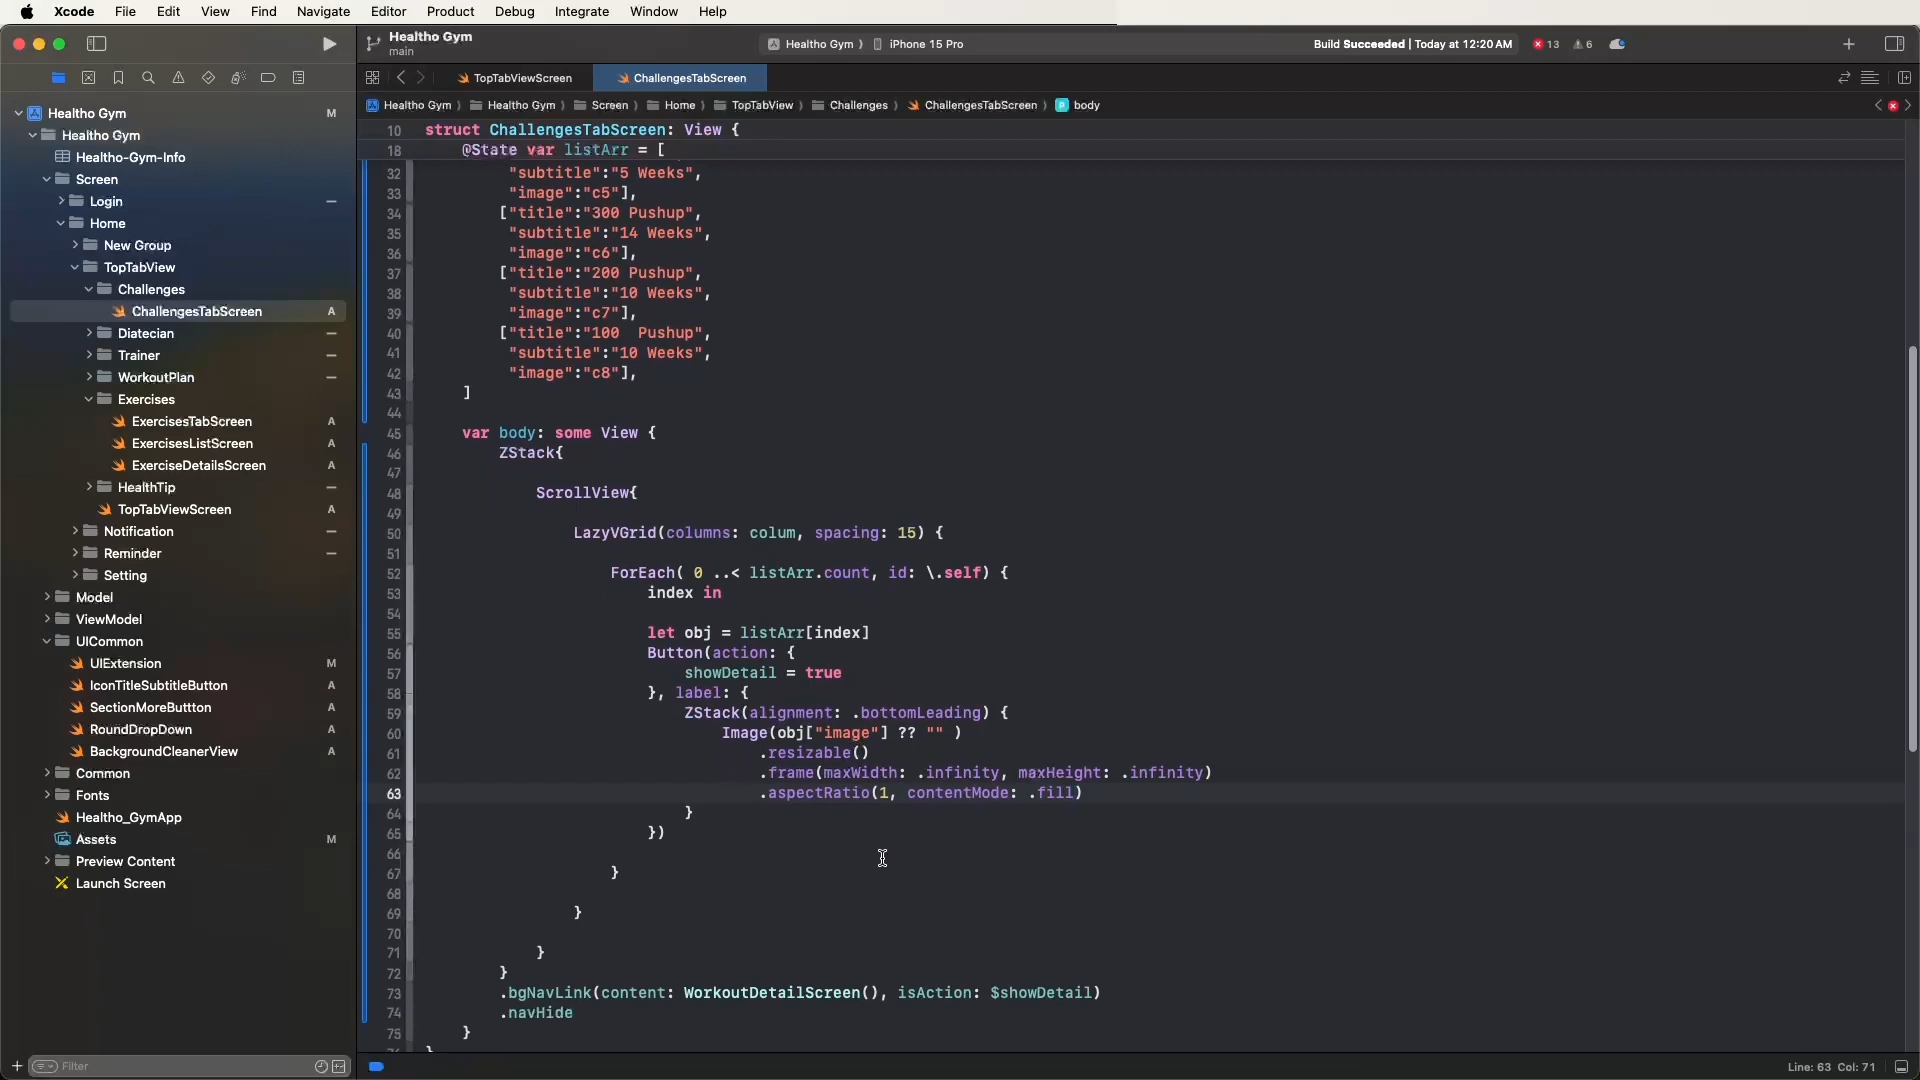 Xcode File Edit View Find Navigate Editor Product Debug Integrate Window Help
Healtho Gym
main
Healtho Gym iPhone 15 Pro
Build Succeeded | Today at 12:20 AM 13 6
TopTabViewScreen ChallengesTabScreen
Healtho Gym Healtho Gym Screen Home TopTabView Challenges ChallengesTabScreen body
Healtho Gym M
Healtho Gym
Healtho-Gym-Info
Screen
Login
Home
New Group
TopTabView
Challenges
ChallengesTabScreen A
Diatecian
Trainer
WorkoutPlan
Exercises
ExercisesTabScreen A
ExercisesListScreen A
ExerciseDetailsScreen A
HealthTip
TopTabViewScreen A
Notification
Reminder
Setting
Model
ViewModel
UICommon
UIExtension M
IconTitleSubtitleButton A
SectionMoreButtton A
RoundDropDown A
BackgroundCleanerView A
Common
Fonts
Healtho_GymApp
Assets M
Preview Content
Launch Screen
Filter
10 struct ChallengesTabScreen: View {
18 @State var listArr = [
32 "subtitle":"5 Weeks",
33 "image":"c5"],
34 ["title":"300 Pushup",
35 "subtitle":"14 Weeks",
36 "image":"c6"],
37 ["title":"200 Pushup",
38 "subtitle":"10 Weeks",
39 "image":"c7"],
40 ["title":"100  Pushup",
41 "subtitle":"10 Weeks",
42 "image":"c8"],
43 ]
44
45 var body: some View {
46 ZStack{
47
48 ScrollView{
49
50 LazyVGrid(columns: colum, spacing: 15) {
51
52 ForEach( 0 ..< listArr.count, id: \.self) {
53 index in
54
55 let obj = listArr[index]
56 Button(action: {
57 showDetail = true
58 }, label: {
59 ZStack(alignment: .bottomLeading) {
60 Image(obj["image"] ?? "" )
61 .resizable()
62 .frame(maxWidth: .infinity, maxHeight: .infinity)
63 .aspectRatio(1, contentMode: .fill)
64 }
65 })
66
67 }
68
69 }
70
71 }
72 }
73 .bgNavLink(content: WorkoutDetailScreen(), isAction: $showDetail)
74 .navHide
75 }
Line: 63 Col: 71